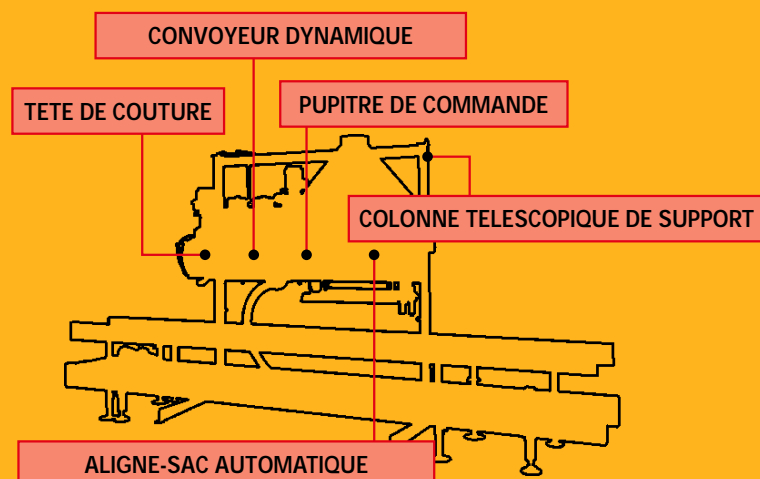 CONVOYEUR DYNAMIQUE
TETE DE COUTURE
PUPITRE DE COMMANDE
COLONNE TELESCOPIQUE DE SUPPORT
ALIGNE-SAC AUTOMATIQUE